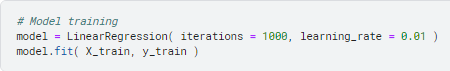 # Model training
model = LinearRegression( iterations = 1000, learning_rate = 0.01 )
model.fit( X_train, y_train )